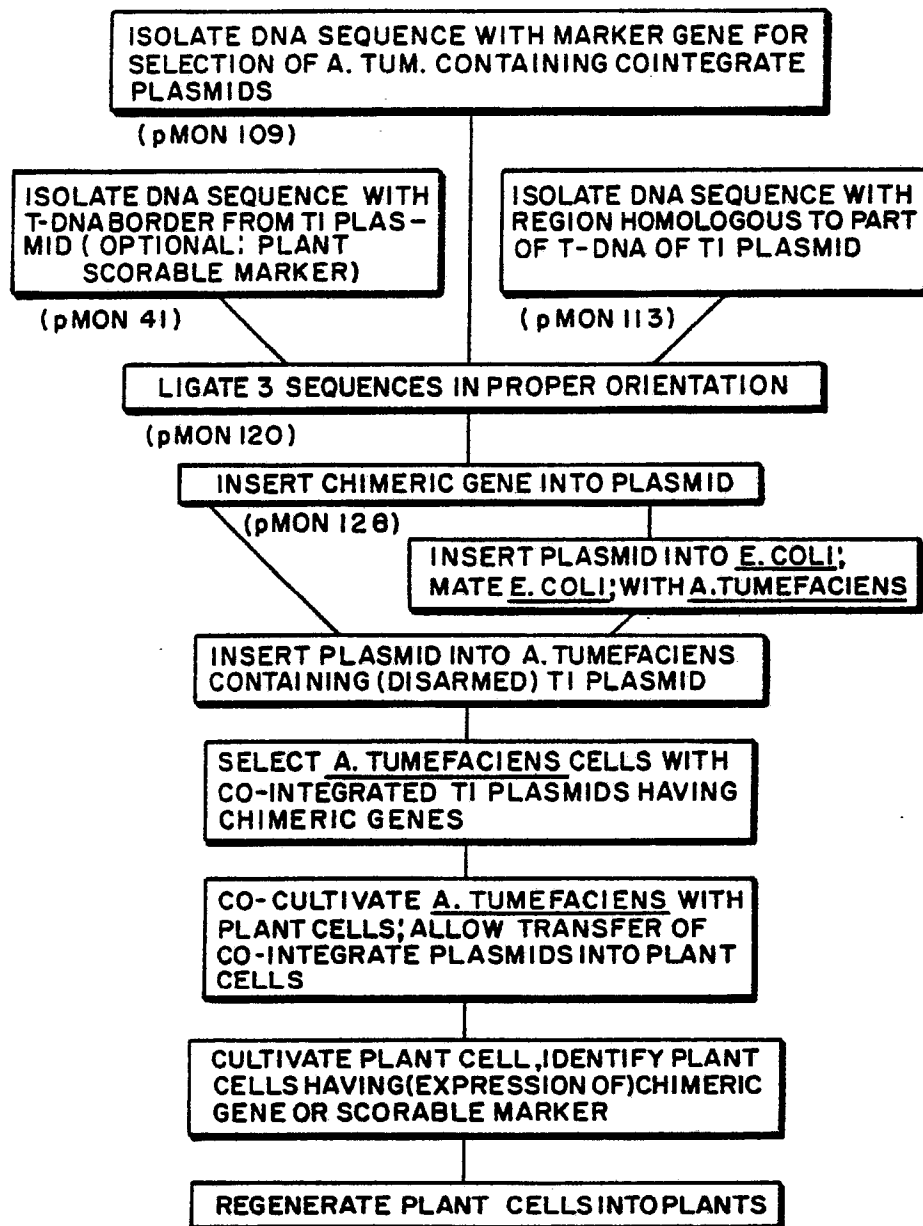 ISOLATE DNA SEQUENCE WITH MARKER GENE FOR
SELECTION OF A. TUM. CONTAINING COINTEGRATE
PLASMIDS
(pMON 109)
ISOLATE DNA SEQUENCE WITH
T-DNA BORDER FROM TI PLAS-
MID ( OPTIONAL: PLANT
SCORABLE MARKER)
(pMON 41)
ISOLATE DNA SEQUENCE WITH
REGION HOMOLOGOUS TO PART
OF T-DNA OF TI PLASMID
(pMON 113)
LIGATE 3 SEQUENCES IN PROPER ORIENTATION
(pMON 120)
INSERT CHIMERIC GENE INTO PLASMID
(pMON 128)
INSERT PLASMID INTO E. COLI;
MATE E. COLI; WITH A.TUMEFACIENS
INSERT PLASMID INTO A. TUMEFACIENS
CONTAINING (DISARMED) TI PLASMID
SELECT A. TUMEFACIENS CELLS WITH
CO-INTEGRATED TI PLASMIDS HAVING
CHIMERIC GENES
CO-CULTIVATE A. TUMEFACIENS WITH
PLANT CELLS; ALLOW TRANSFER OF
CO-INTEGRATE PLASMIDS INTO PLANT
CELLS
CULTIVATE PLANT CELL, IDENTIFY PLANT
CELLS HAVING (EXPRESSION OF) CHIMERIC
GENE OR SCORABLE MARKER
REGENERATE PLANT CELLS INTO PLANTS